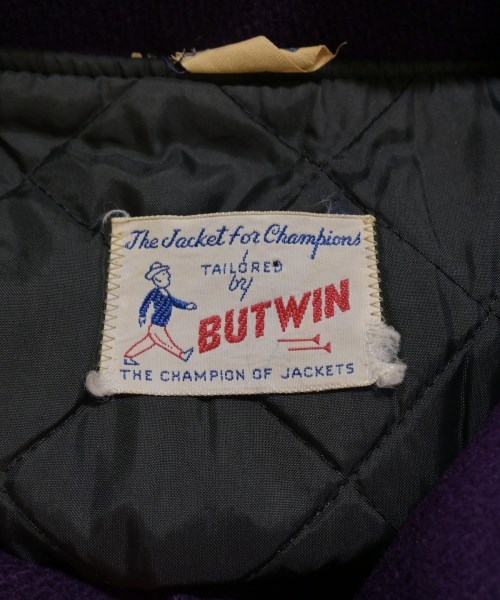 The Jacket for Champions
TAILORED
by
BUTWIN
THE CHAMPION OF JACKETS